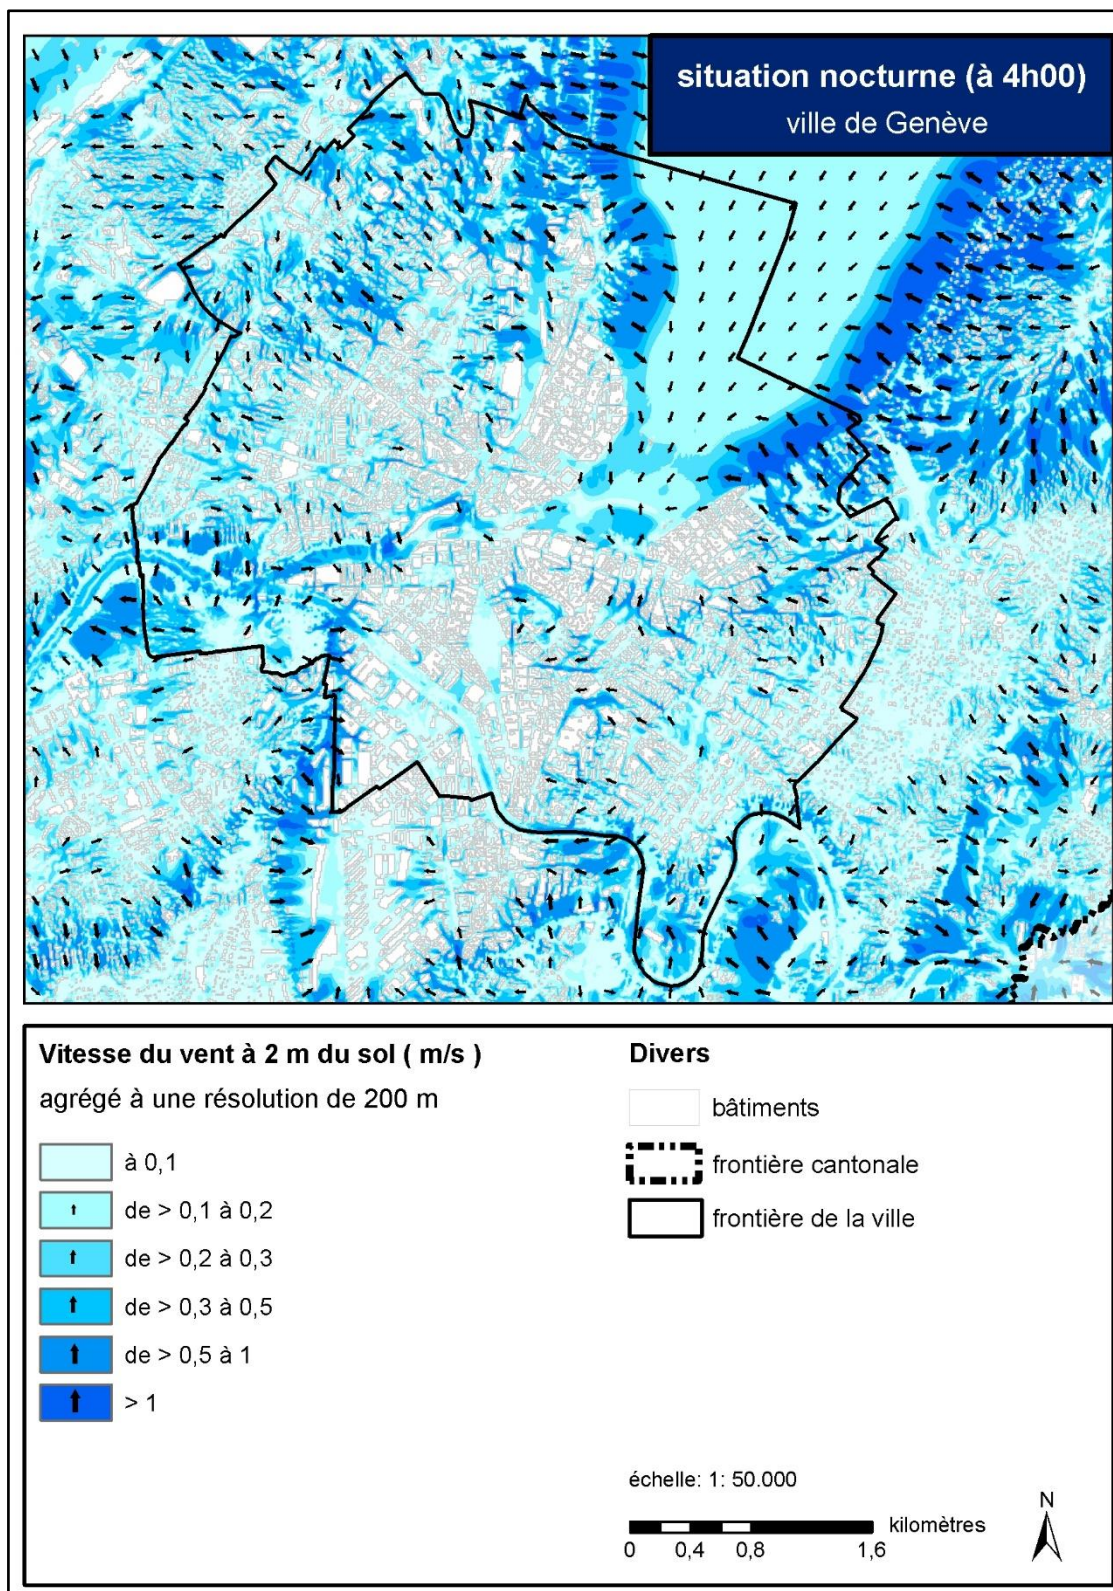 situation nocturne (à 4h00)
ville de Genève
Vitesse du vent à 2 m du sol ( m/s )
agrégé à une résolution de 200 m
à 0,1
de > 0,1 à 0,2
de > 0,2 à 0,3
de > 0,3 à 0,5
de > 0,5 à 1
> 1
Divers
bâtiments
frontière cantonale
frontière de la ville
échelle: 1: 50.000
kilomètres
0 0,4 0,8 1,6
N